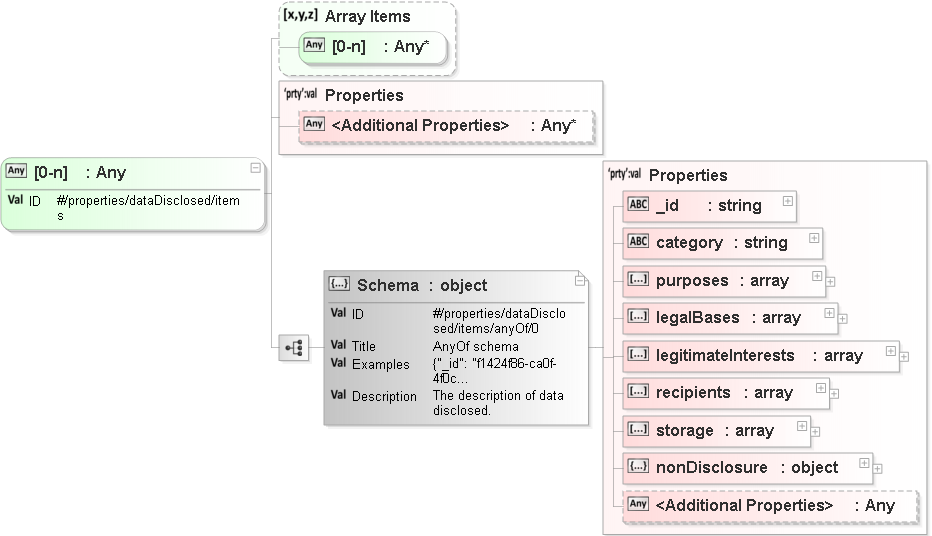 [x,y,z] Array Items
Any [0-n] : Any*
'prty':val Properties
Any <Additional Properties> : Any*
Any [0-n] : Any
Val ID #/properties/dataDisclosed/item
s
{...} Schema : object
Val ID #/properties/dataDisclo
sed/items/anyOf/0
Val Title AnyOf schema
Val Examples {"_id": "f1424f86-ca0f-
4f0c...
Val Description The description of data
disclosed.
'prty':val Properties
ABC _id : string
ABC category : string
[...] purposes : array
[...] legalBases : array
[...] legitimateInterests : array
[...] recipients : array
[...] storage : array
{...} nonDisclosure : object
Any <Additional Properties> : Any